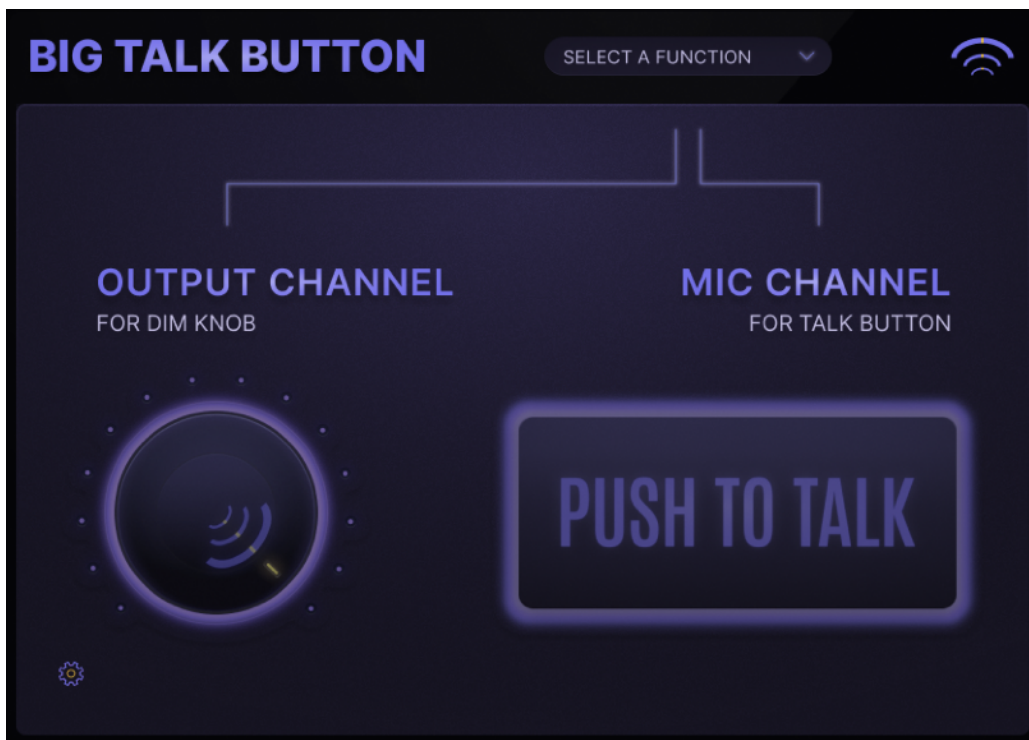 BIG TALK BUTTON
SELECT A FUNCTION
OUTPUT CHANNEL
FOR DIM KNOB
MIC CHANNEL
FOR TALK BUTTON
PUSH TO TALK